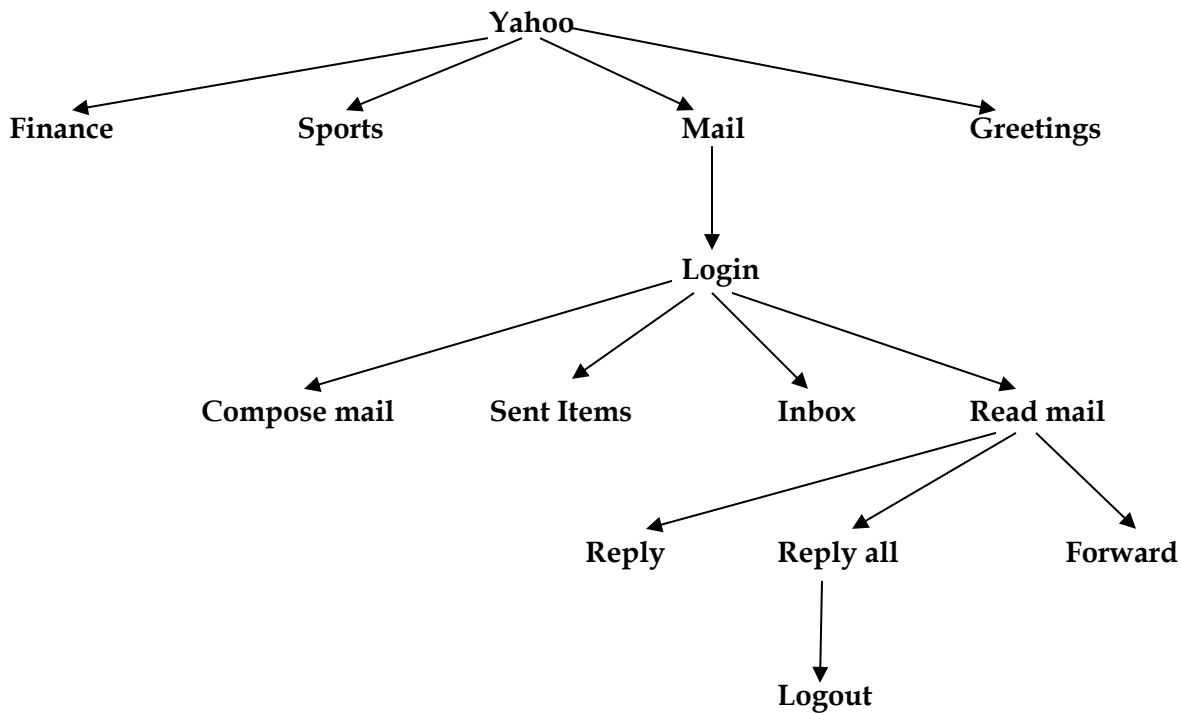 Yahoo
Finance
Sports
Mail
Greetings
Login
Compose mail
Sent Items
Inbox
Read mail
Reply
Reply all
Forward
Logout